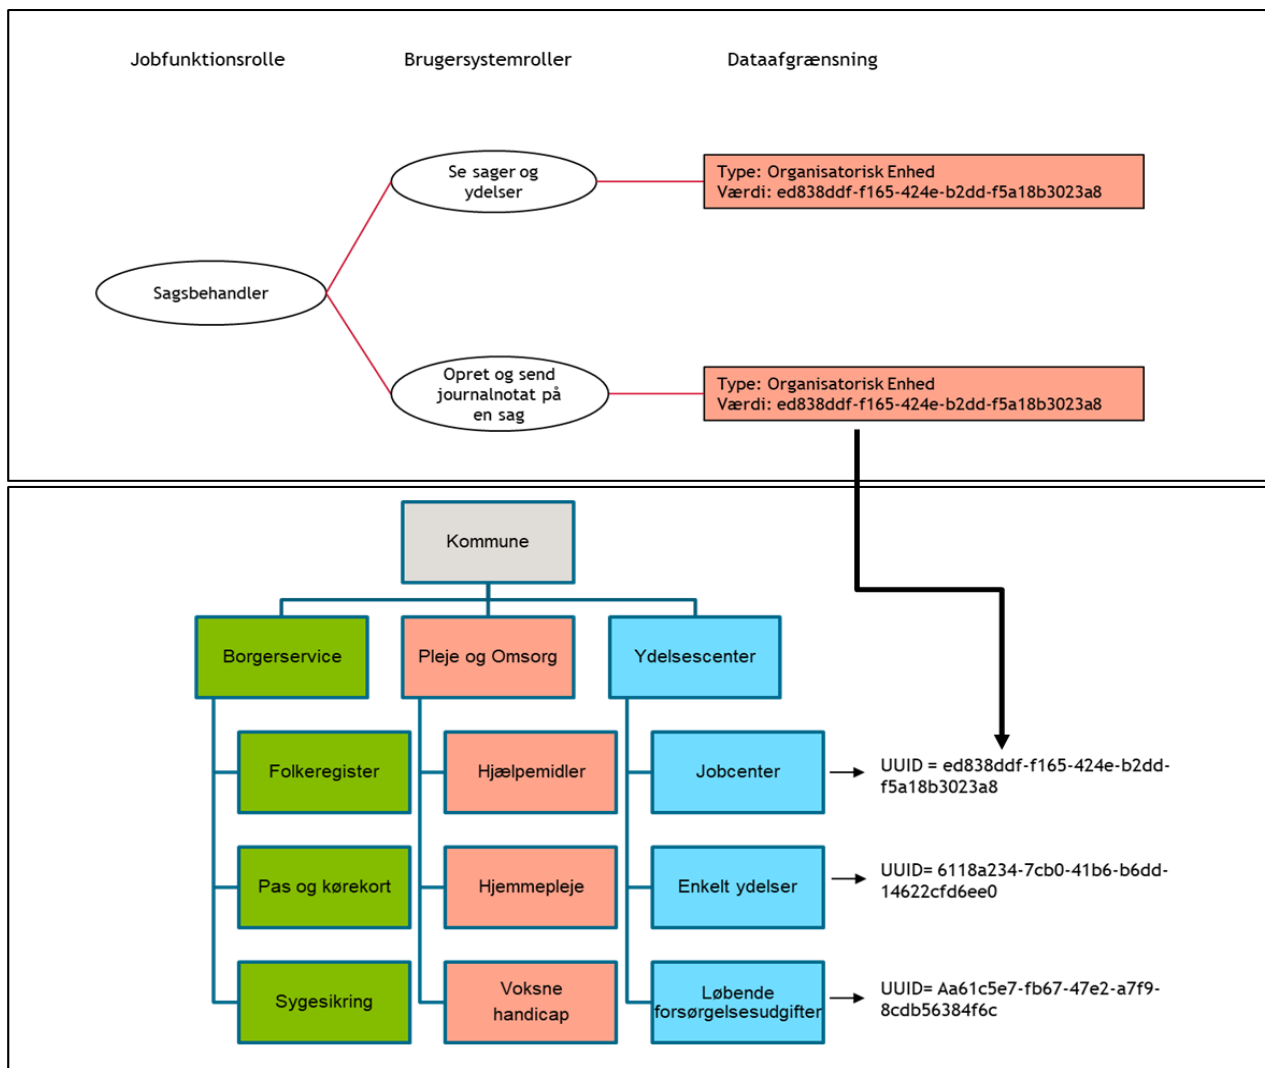 Jobfunktionsrolle
Brugersystemroller
Dataafgrænsning
Se sager og
ydelser
Type: Organisatorisk Enhed
Værdi: ed838ddf-f165-424e-b2dd-f5a18b3023a8
Sagsbehandler
Opret og send
journalnotat på
en sag
Type: Organisatorisk Enhed
Værdi: ed838ddf-f165-424e-b2dd-f5a18b3023a8
Kommune
Borgerservice
Pleje og Omsorg
Ydelsescenter
Folkeregister
Hjælpemidler
Jobcenter
UUID = ed838ddf-f165-424e-b2dd-
f5a18b3023a8
Pas og kørekort
Hjemmepleje
Enkelt ydelser
UUID= 6118a234-7cb0-41b6-b6dd-
14622cfd6ee0
Sygesikring
Voksne
handicap
Løbende
forsørgelsesudgifter
UUID= Aa61c5e7-fb67-47e2-a7f9-
8cdb56384f6c